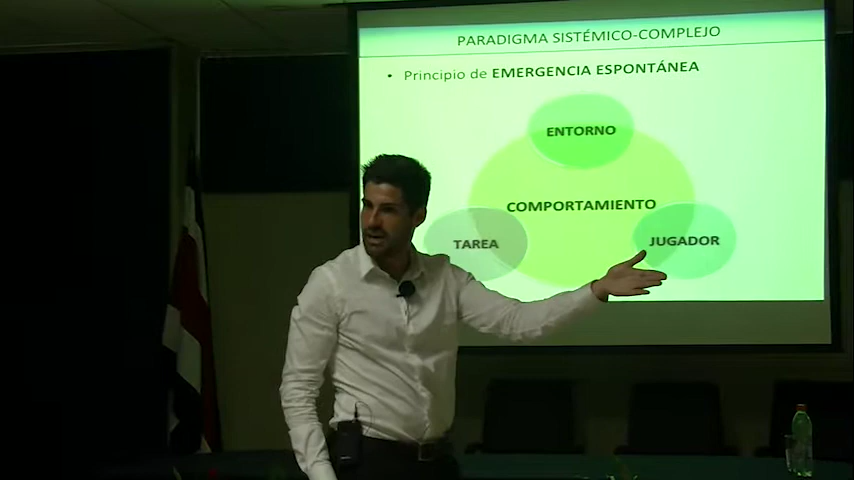 PARADIGMA SISTÉMICO-COMPLEJO
• Principio de EMERGENCIA ESPONTÁNEA
ENTORNO
COMPORTAMIENTO
TAREA
JUGADOR